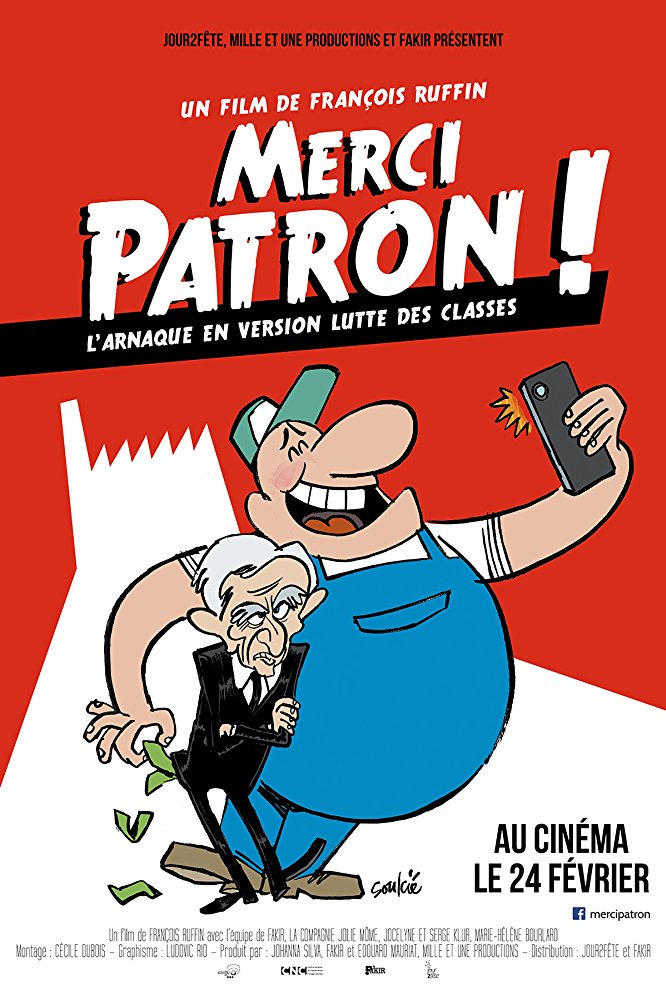 JOUR2FÊTE, MILLE ET UNE PRODUCTIONS ET FAKIR PRÉSENTENT
UN FILM DE FRANÇOIS RUFFIN
MERCI
PATRON !
L'ARNAQUE EN VERSION LUTTE DES CLASSES
soulcié
AU CINÉMA
LE 24 FÉVRIER
f mercipatron
Un film de FRANÇOIS RUFFIN avec l'équipe de FAKIR, LA COMPAGNIE JOLIE MÔME, JOCELYNE ET SERGE KLUR, MARIE-HÉLÈNE BOURLARD
Montage : CÉCILE DUBOIS - Graphisme : LUDOVIC RIO - Produit par : JOHANNA SILVA, FAKIR et EDOUARD MAURIAT, MILLE ET UNE PRODUCTIONS - Distribution : JOUR2FÊTE et FAKIR
CNC FAKIR